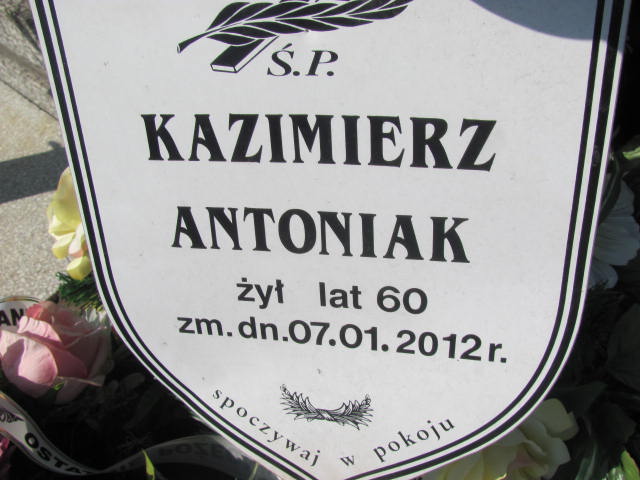 Ś.P.
KAZIMIERZ
ANTONIAK
żył lat 60
zm. dn. 07.01.2012 r.
spoczywaj w pokoju